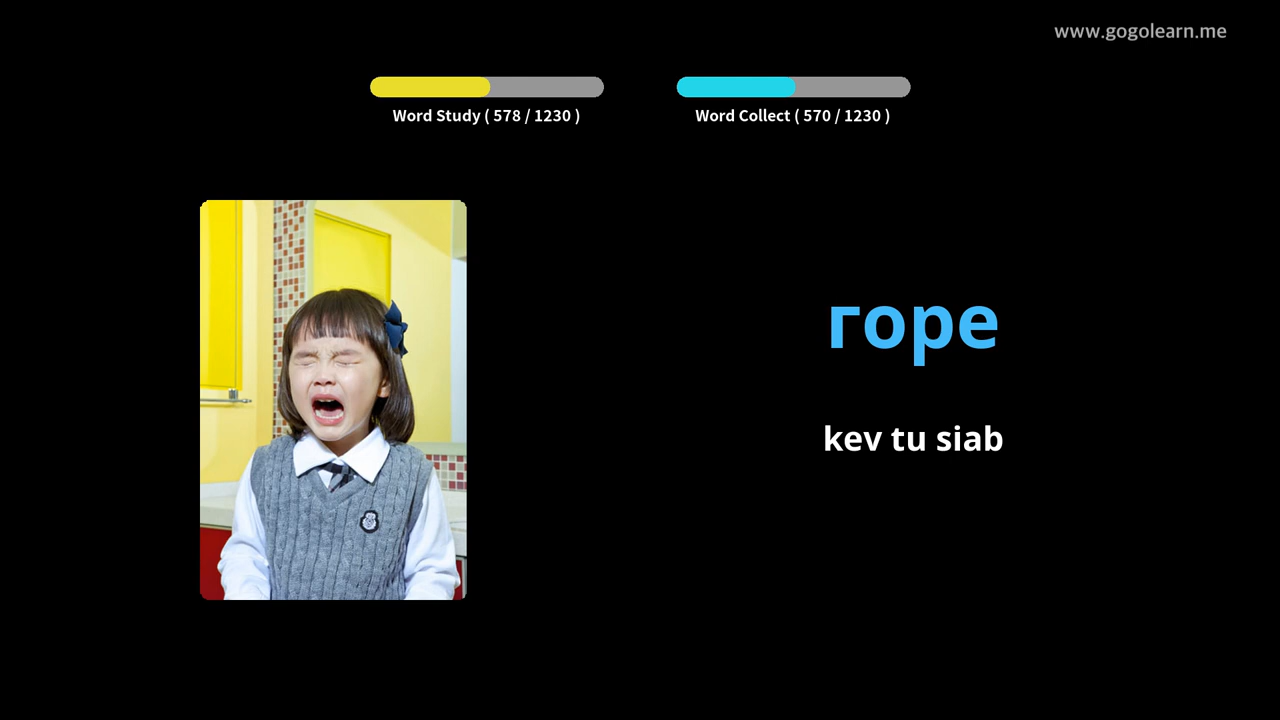 www.gogolearn.me
Word Study ( 578 / 1230 )
Word Collect ( 570 / 1230 )
горе
kev tu siab